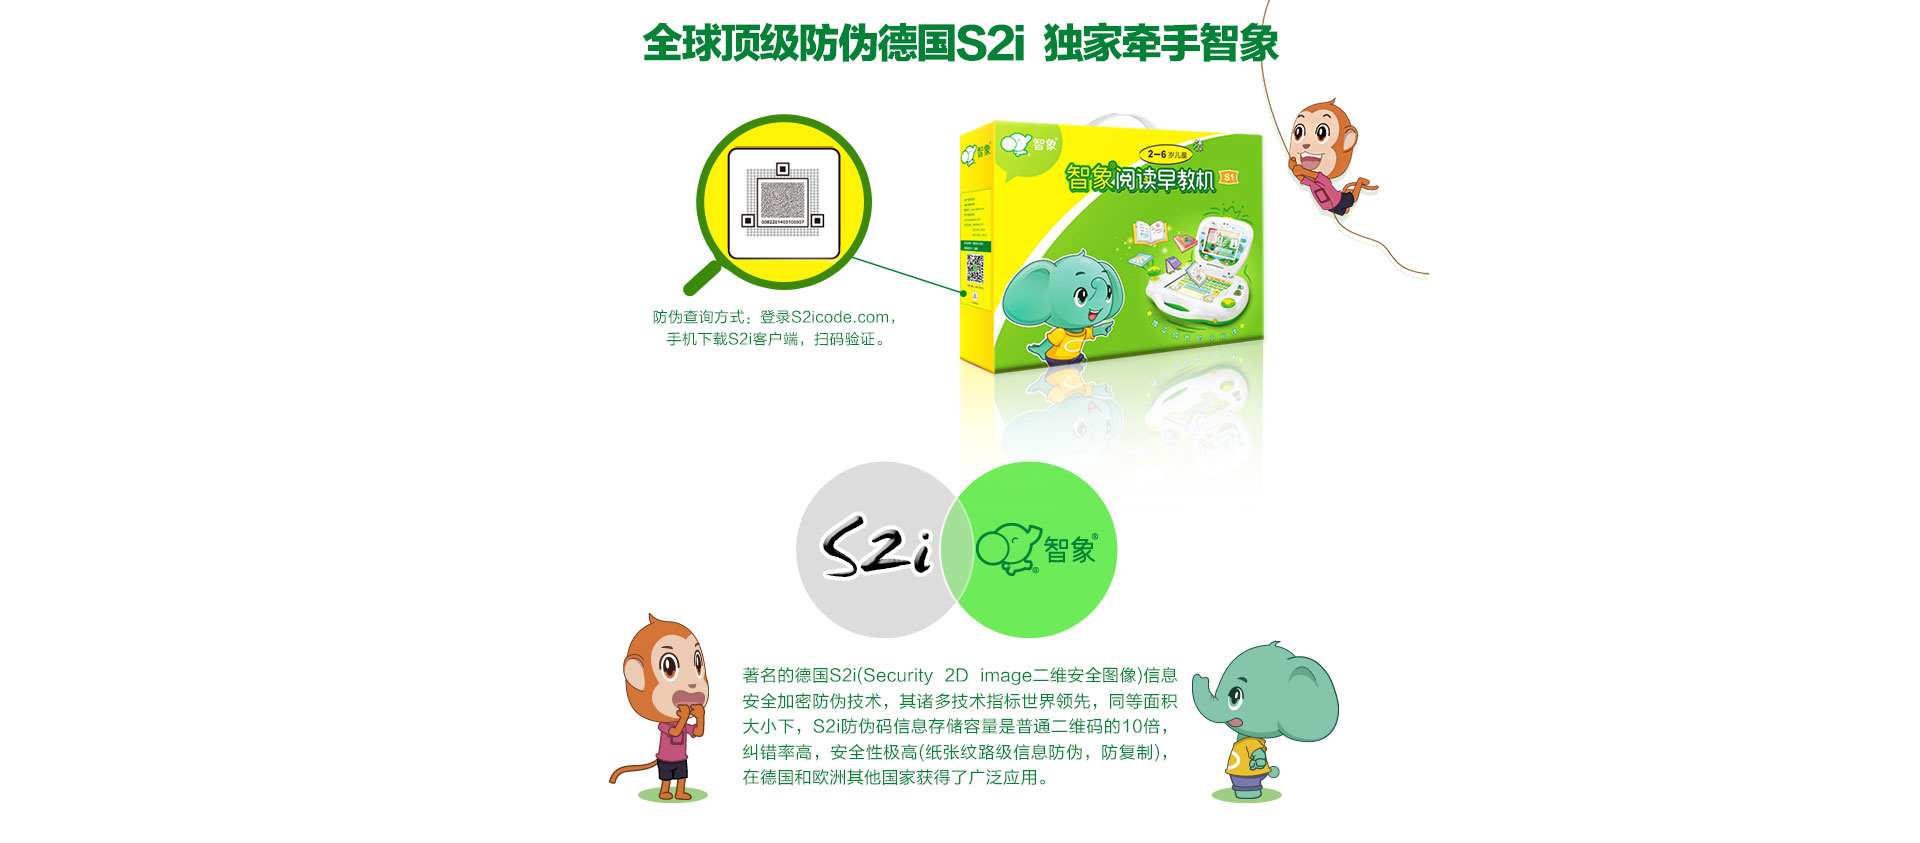 全球顶级防伪德国S2i 独家牵手智象
0082201403100007
防伪查询方式：登录S2icode.com，
手机下载S2i客户端，扫码验证。
智象
智象
2-6岁儿童
智象阅读早教机 S1
S2i
智象
著名的德国S2i(Security 2D image二维安全图像)信息
安全加密防伪技术，其诸多技术指标世界领先，同等面积
大小下，S2i防伪码信息存储容量是普通二维码的10倍，
纠错率高，安全性极高(纸张纹路级信息防伪，防复制)，
在德国和欧洲其他国家获得了广泛应用。